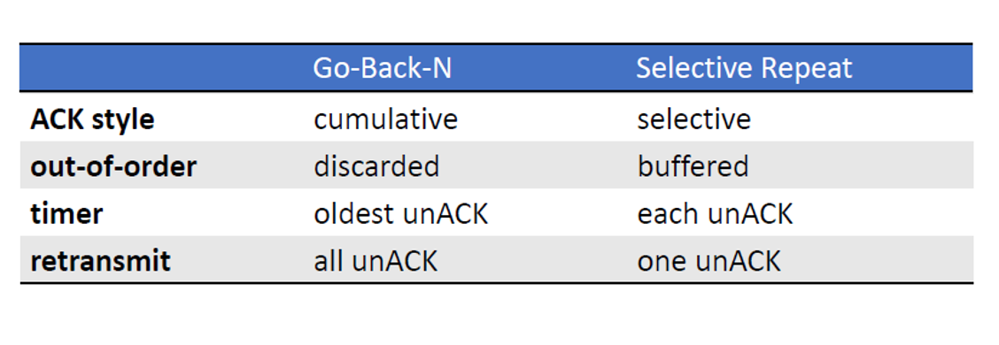 Go-Back-N Selective Repeat
ACK style cumulative selective
out-of-order discarded buffered
timer oldest unACK each unACK
retransmit all unACK one unACK